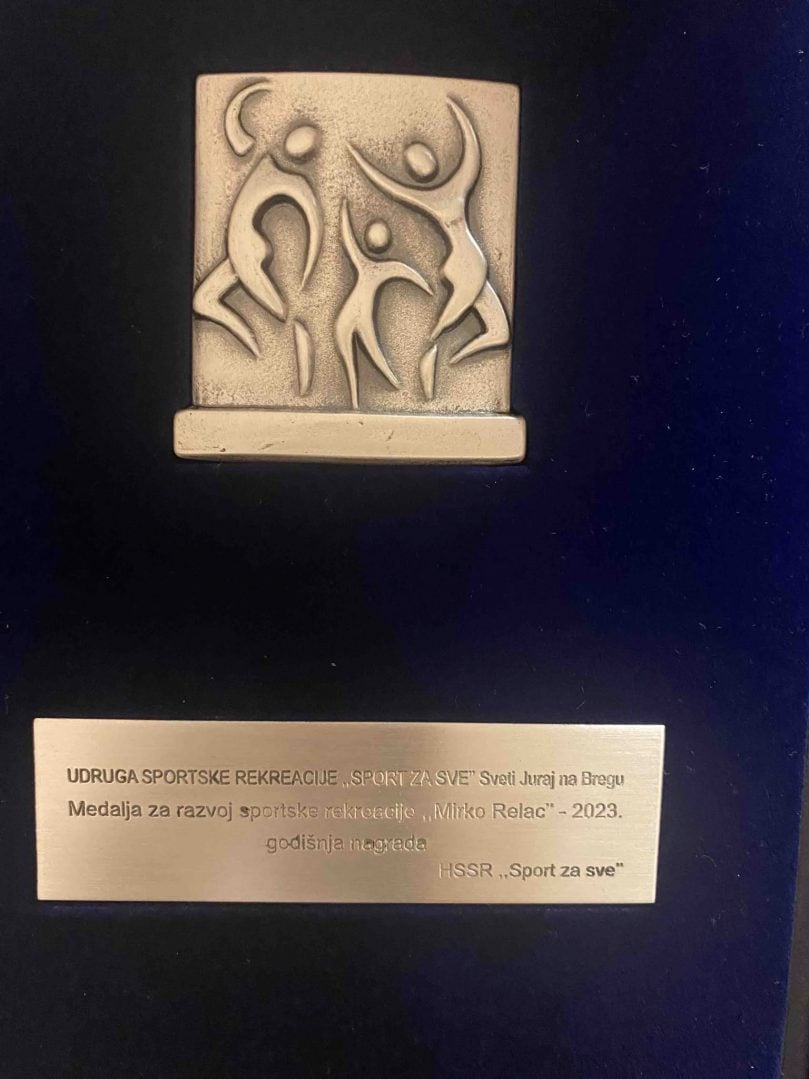 UDRUGA SPORTSKE REKREACIJE „SPORT ZA SVE" Sveti Juraj na Bregu
Medalja za razvoj sportske rekreacije ,,Mirko Relac" - 2023.
godišnja nagrada
HSSR ,,Sport za sve"